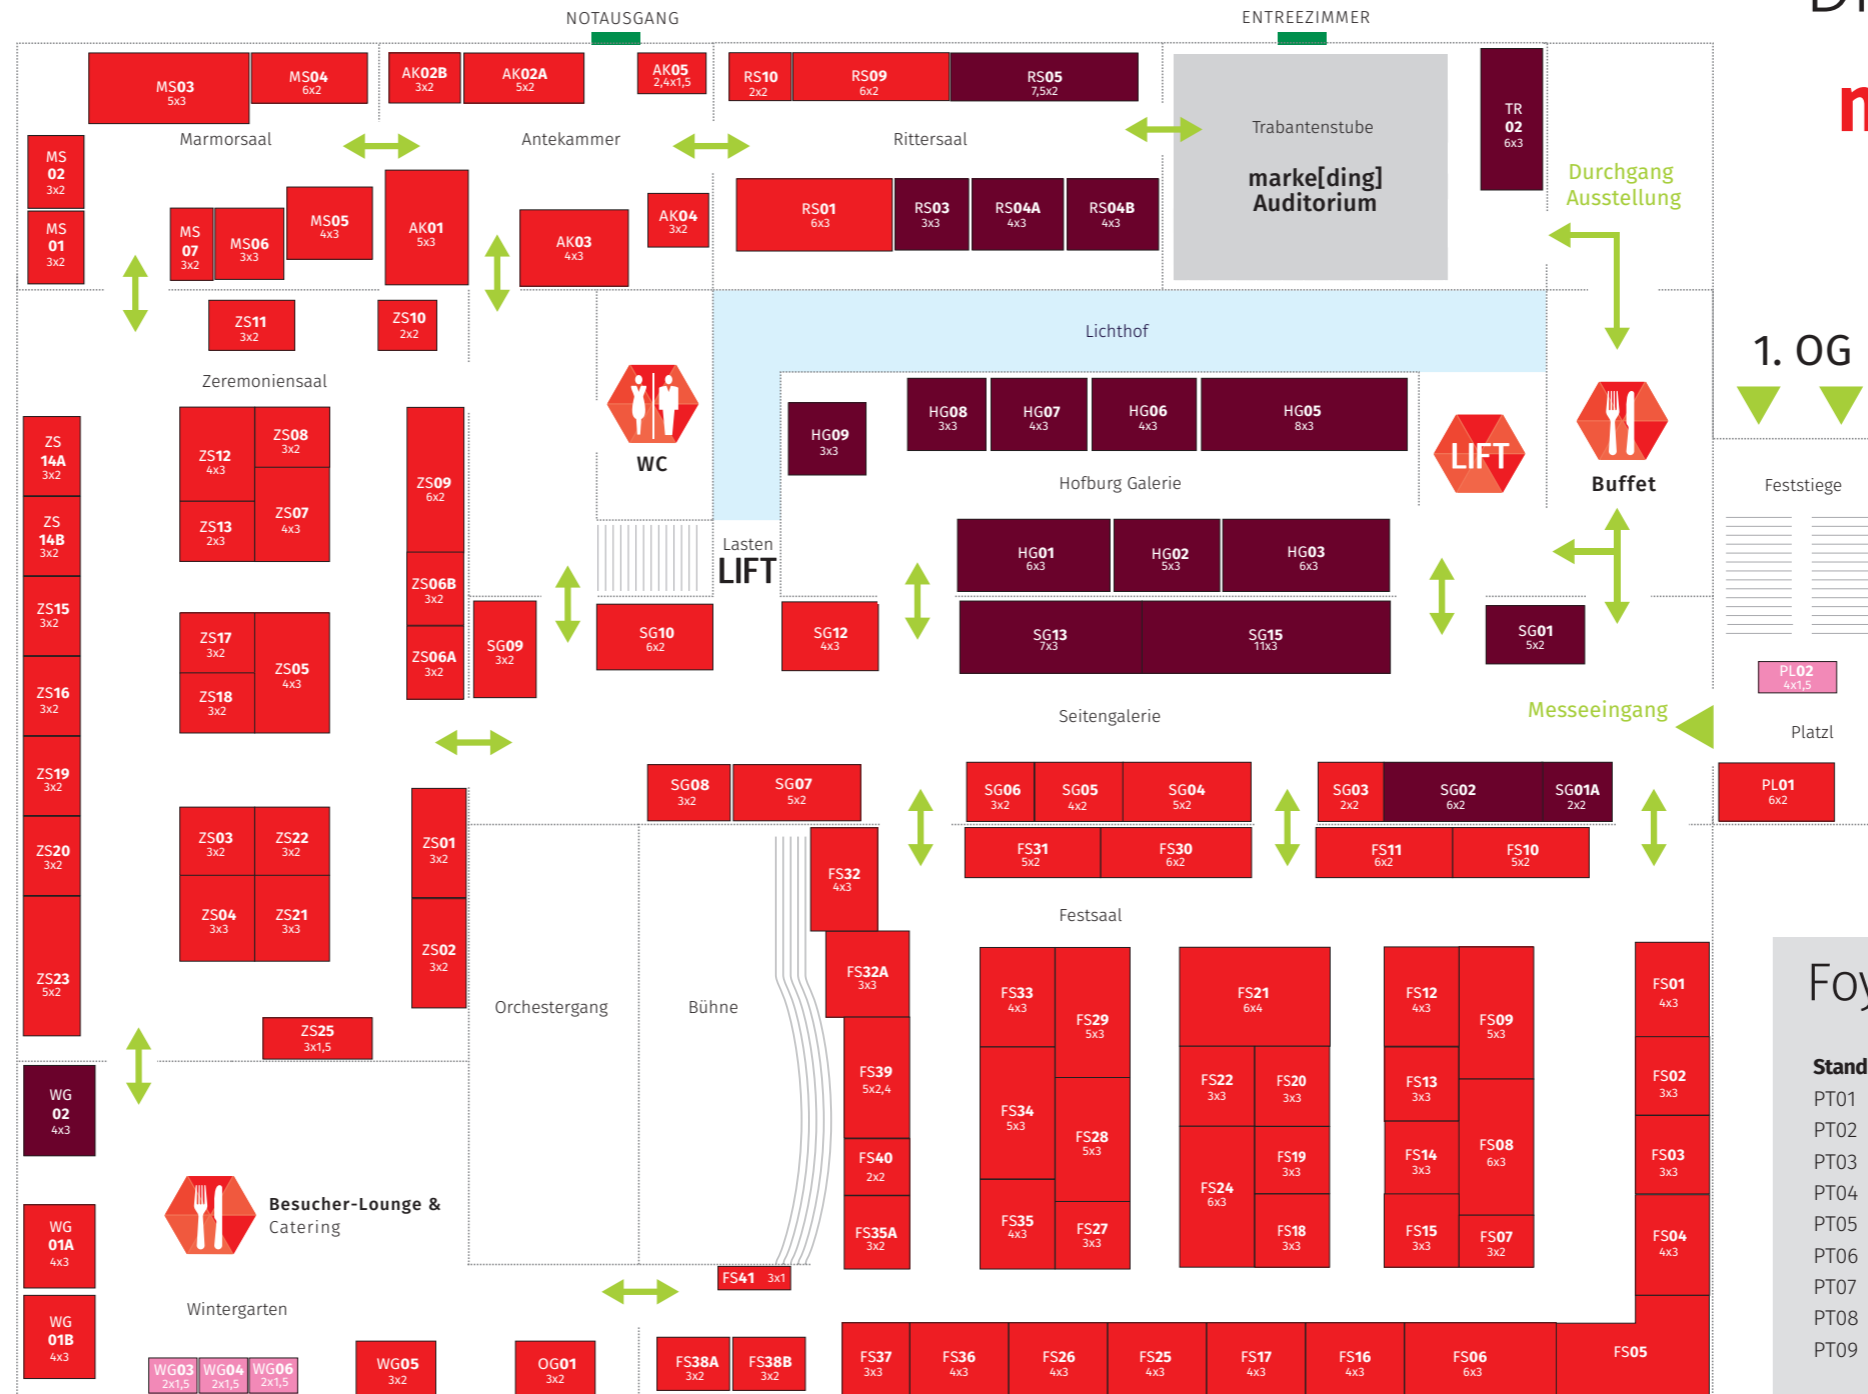 NOTAUSGANG
ENTREEZIMMER
MS03
5x3
MS04
6x2
AK02B
3x2
AK02A
5x2
AK05
2,4x1,5
RS10
2x2
RS09
6x2
RS05
7,5x2
TR
02
6x3
Marmorsaal
Antekammer
Rittersaal
Trabantenstube
marke[ding]
Auditorium
Durchgang
Ausstellung
MS
02
3x2
MS
01
3x2
MS
07
3x2
MS06
3x3
MS05
4x3
AK01
5x3
AK03
4x3
AK04
3x2
RS01
6x3
RS03
3x3
RS04A
4x3
RS04B
4x3
ZS11
3x2
ZS10
2x2
Lichthof
1. OG
Zeremoniensaal
WC
HG09
3x3
HG08
3x3
HG07
4x3
HG06
4x3
HG05
8x3
LIFT
Buffet
Hofburg Galerie
Feststiege
ZS
14A
3x2
ZS
14B
3x2
ZS15
3x2
ZS16
3x2
ZS19
3x2
ZS20
3x2
ZS23
5x2
ZS12
4x3
ZS08
3x2
ZS13
2x3
ZS07
4x3
ZS09
6x2
ZS06B
3x2
ZS06A
3x2
Lasten
LIFT
HG01
6x3
HG02
5x3
HG03
6x3
ZS17
3x2
ZS18
3x2
ZS05
4x3
SG09
3x2
SG10
6x2
SG12
4x3
SG13
7x3
SG15
11x3
SG01
5x2
PL02
4x1,5
Seitengalerie
Messeeingang
Platzl
SG08
3x2
SG07
5x2
SG06
3x2
SG05
4x2
SG04
5x2
SG03
2x2
SG02
6x2
SG01A
2x2
PL01
6x2
ZS03
3x2
ZS22
3x2
ZS04
3x3
ZS21
3x3
ZS01
3x2
ZS02
3x2
ZS25
3x1,5
FS31
5x2
FS30
6x2
FS11
6x2
FS10
5x2
Festsaal
Orchestergang
Bühne
FS32
4x3
FS32A
3x3
FS39
5x2,4
FS40
2x2
FS35A
3x2
FS41 3x1
FS33
4x3
FS29
5x3
FS34
5x3
FS28
5x3
FS35
4x3
FS27
3x3
FS21
6x4
FS22
3x3
FS20
3x3
FS24
6x3
FS19
3x3
FS18
3x3
FS12
4x3
FS09
5x3
FS13
3x3
FS08
6x3
FS14
3x3
FS15
3x3
FS07
3x2
FS01
4x3
FS02
3x3
FS03
3x3
FS04
4x3
FS05
WG
02
4x3
WG
01A
4x3
WG
01B
4x3
Besucher-Lounge &
Catering
Wintergarten
WG03
2x1,5
WG04
2x1,5
WG06
2x1,5
WG05
3x2
OG01
3x2
FS38A
3x2
FS38B
3x2
FS37
3x3
FS36
4x3
FS26
4x3
FS25
4x3
FS17
4x3
FS16
4x3
FS06
6x3
Foy
Stand
PT01
PT02
PT03
PT04
PT05
PT06
PT07
PT08
PT09